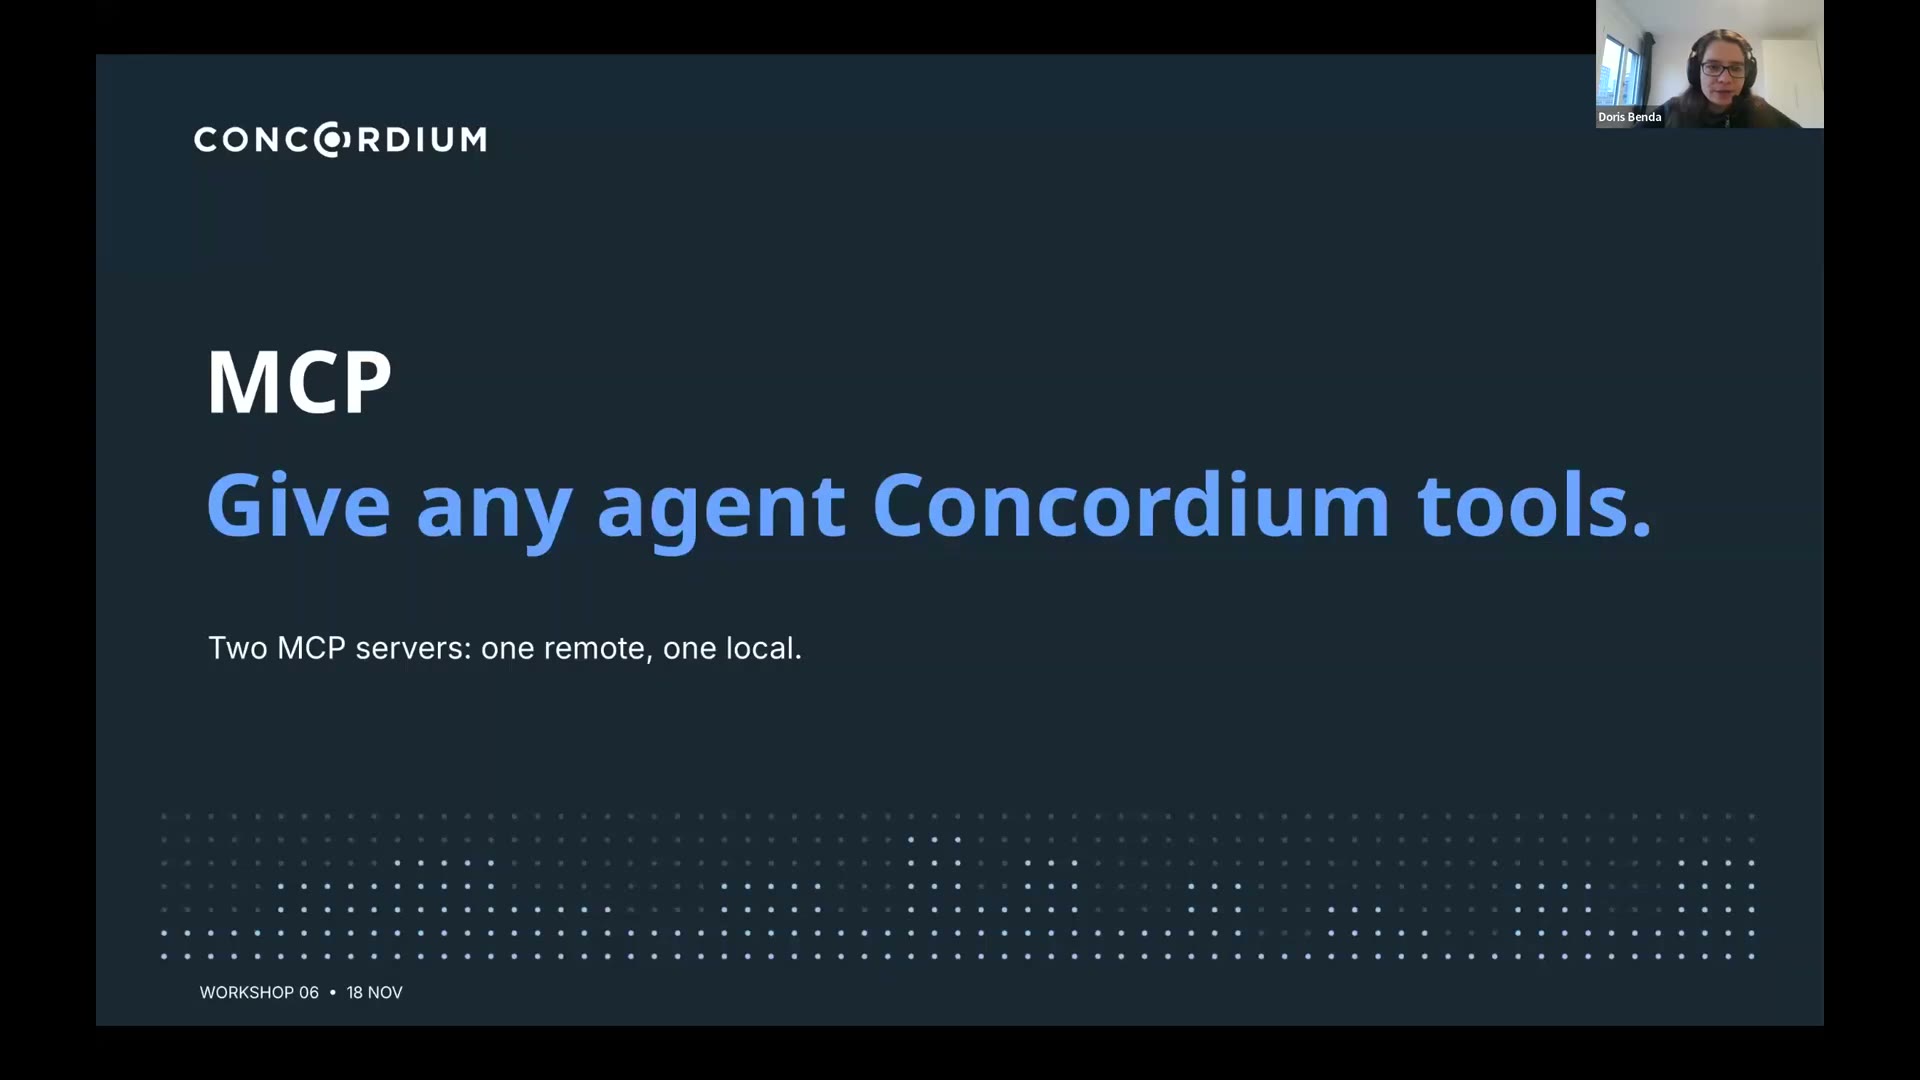 CONCORDIUM
Doris Benda
MCP
Give any agent Concordium tools.
Two MCP servers: one remote, one local.
WORKSHOP 06 • 18 NOV